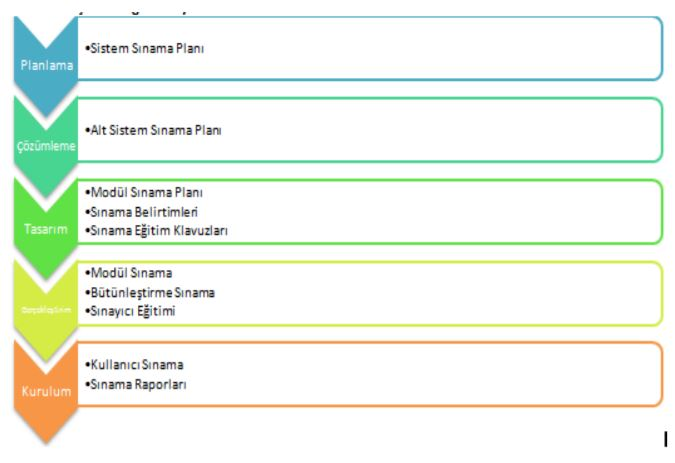 Planlama
•Sistem Sınama Planı
Çözümleme
•Alt Sistem Sınama Planı
Tasarım
•Modül Sınama Planı
•Sınama Belirtimleri
•Sınama Eğitim Klavuzları
Gerçekleştirim
•Modül Sınama
•Bütünleştirme Sınama
•Sınayıcı Eğitimi
Kurulum
•Kullanıcı Sınama
•Sınama Raporları